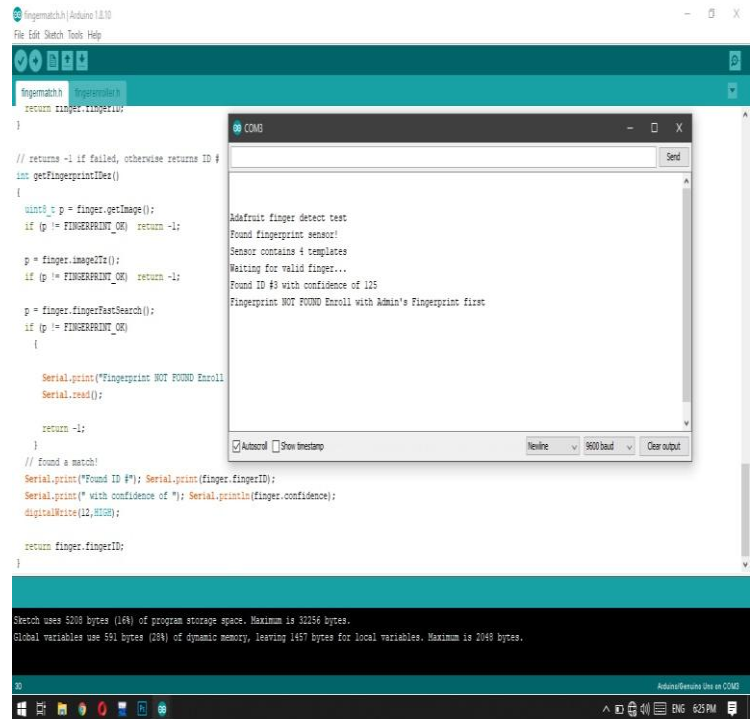 fingermatch.h | Arduino 1.8.10
File Edit Sketch Tools Help
fingermatch.h fingerenroller.h
return finger.fingerID;
}
// returns -1 if failed, otherwise returns ID #
int getFingerprintIDez()
{
uint8_t p = finger.getImage();
if (p != FINGERPRINT_OK) return -1;
p = finger.image2Tz();
if (p != FINGERPRINT_OK) return -1;
p = finger.fingerFastSearch();
if (p != FINGERPRINT_OK)
{
Serial.print("Fingerprint NOT FOUND Enroll
Serial.read();
return -1;
}
// found a match!
Serial.print("Found ID #"); Serial.print(finger.fingerID);
Serial.print(" with confidence of "); Serial.println(finger.confidence);
digitalWrite(12,HIGH);
return finger.fingerID;
}
COM3
Send
Adafruit finger detect test
Found fingerprint sensor!
Sensor contains 4 templates
Waiting for valid finger...
Found ID #3 with confidence of 125
Fingerprint NOT FOUND Enroll with Admin's Fingerprint first
Autoscroll Show timestamp Newline 9600 baud Clear output
Sketch uses 5208 bytes (16%) of program storage space. Maximum is 32256 bytes.
Global variables use 591 bytes (28%) of dynamic memory, leaving 1457 bytes for local variables. Maximum is 2048 bytes.
30 Arduino/Genuino Uno on COM3
ENG 6:25 PM